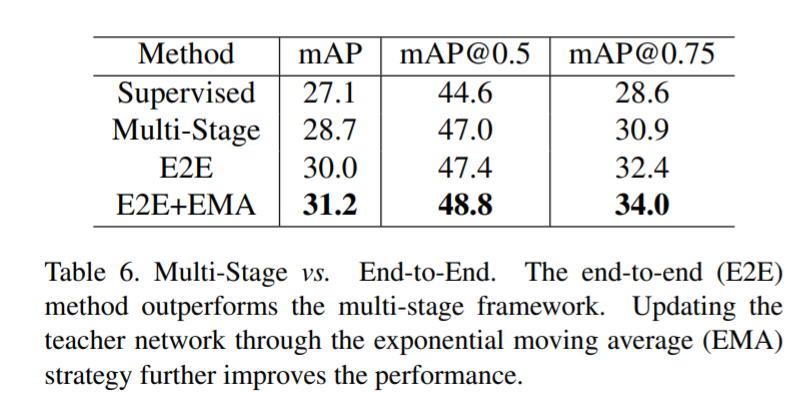 Method mAP mAP@0.5 mAP@0.75
Supervised 27.1 44.6 28.6
Multi-Stage 28.7 47.0 30.9
E2E 30.0 47.4 32.4
E2E+EMA 31.2 48.8 34.0
Table 6. Multi-Stage vs. End-to-End. The end-to-end (E2E)
method outperforms the multi-stage framework. Updating the
teacher network through the exponential moving average (EMA)
strategy further improves the performance.